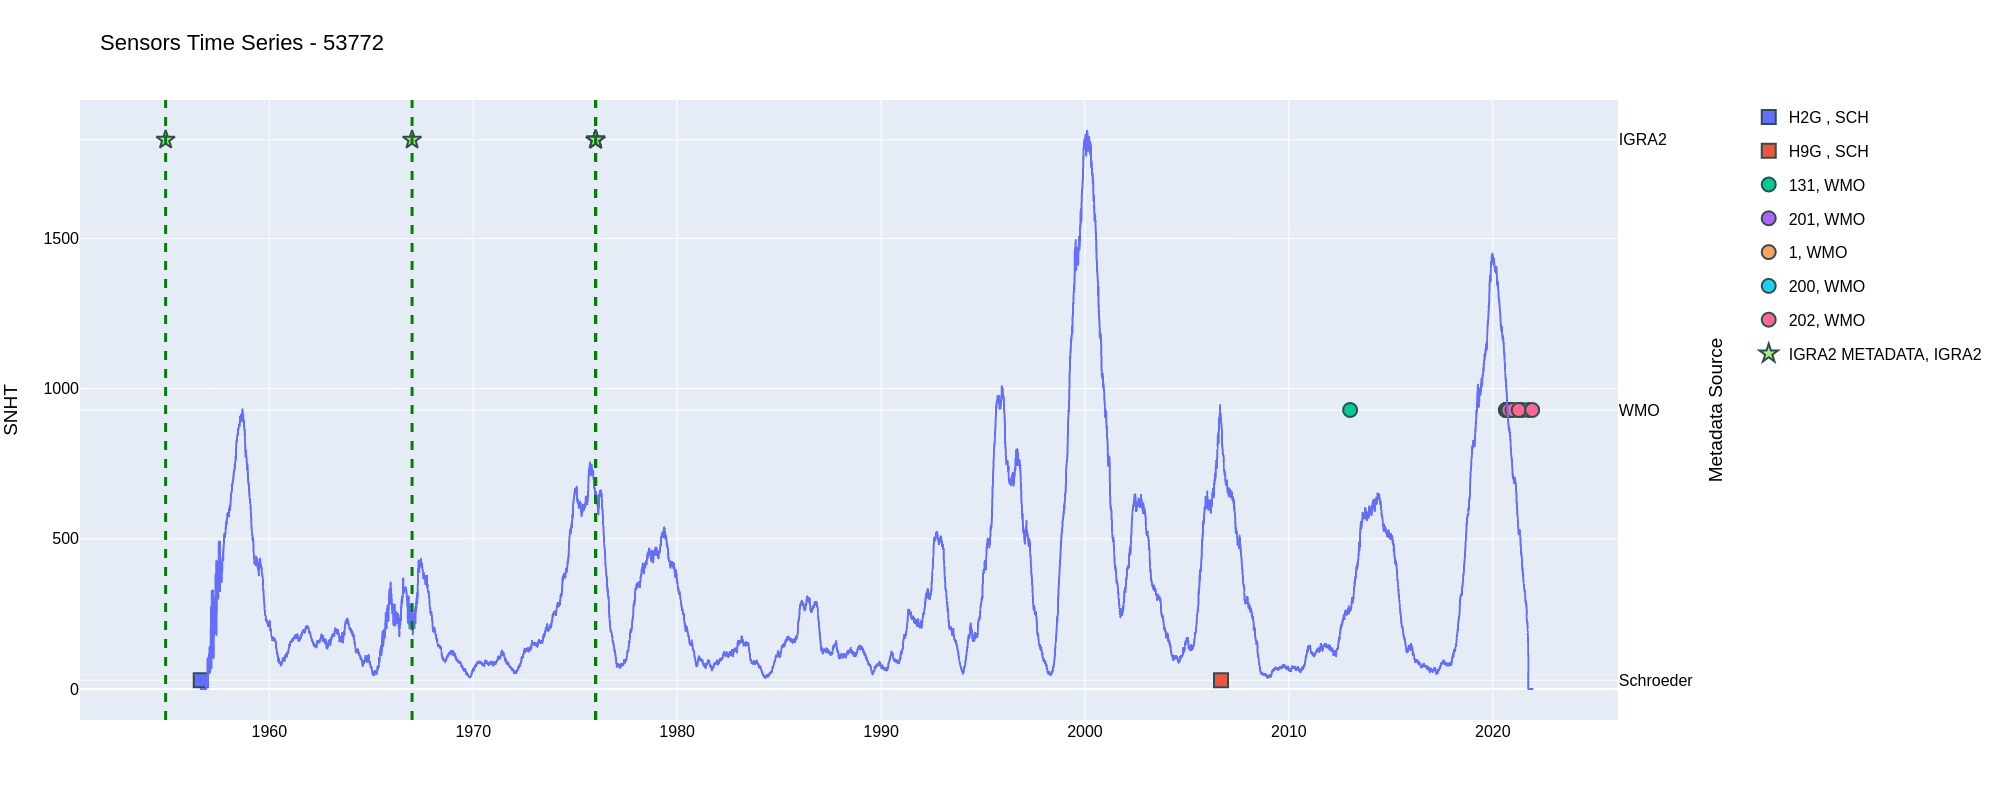 Sensors Time Series - 53772
H2G , SCH
H9G , SCH
131, WMO
201, WMO
1, WMO
200, WMO
202, WMO
IGRA2 METADATA, IGRA2
IGRA2
WMO
Schroeder
Metadata Source
SNHT
1500
1000
500
0
1960 1970 1980 1990 2000 2010 2020